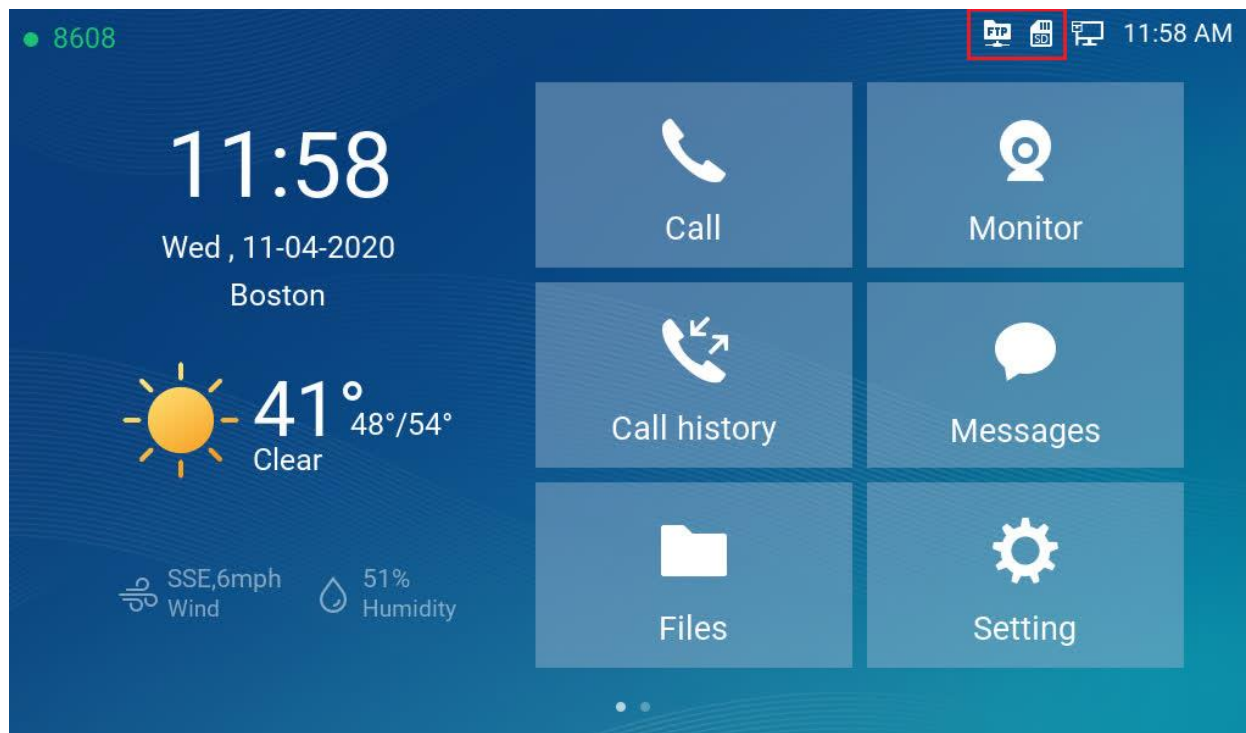 8608
FTP
SD
11:58 AM
11:58
Wed , 11-04-2020
Boston
41°
48°/54°
Clear
SSE,6mph
Wind
51%
Humidity
Call
Monitor
Call history
Messages
Files
Setting